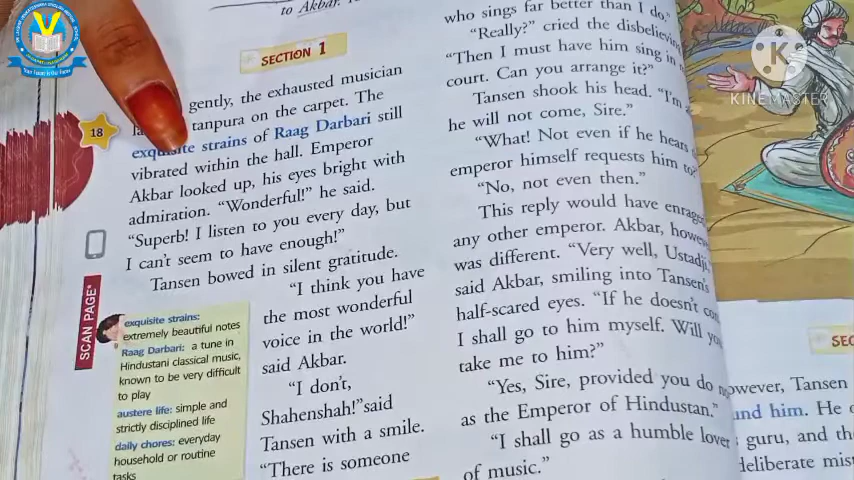 to Akbar.
SECTION 1
gently, the exhausted musician
tanpura on the carpet. The
exquisite strains of Raag Darbari still
vibrated within the hall. Emperor
Akbar looked up, his eyes bright with
admiration. “Wonderful!” he said.
“Superb! I listen to you every day, but
I can’t seem to have enough!”
Tansen bowed in silent gratitude.
“I think you have
the most wonderful
voice in the world!”
said Akbar.
“I don’t,
Shahenshah!”said
Tansen with a smile.
“There is someone
18
SCAN PAGE
exquisite strains:
extremely beautiful notes
Raag Darbari: a tune in
Hindustani classical music,
known to be very difficult
to play
austere life: simple and
strictly disciplined life
daily chores: everyday
household or routine
tasks
who sings far better than I do.”
“Really?” cried the disbelieving
“Then I must have him sing in
court. Can you arrange it?”
Tansen shook his head. “I’m
he will not come, Sire.”
“What! Not even if he hears
emperor himself requests him to?
“No, not even then.”
This reply would have enraged
any other emperor. Akbar, however
was different. “Very well, Ustadji,
said Akbar, smiling into Tansen’s
half-scared eyes. “If he doesn’t
I shall go to him myself. Will you
take me to him?”
“Yes, Sire, provided you do
as the Emperor of Hindustan.”
“I shall go as a humble lover
of music.”
SEC
owever, Tansen
und him. He
guru, and
deliberate
K
KINEMASTER